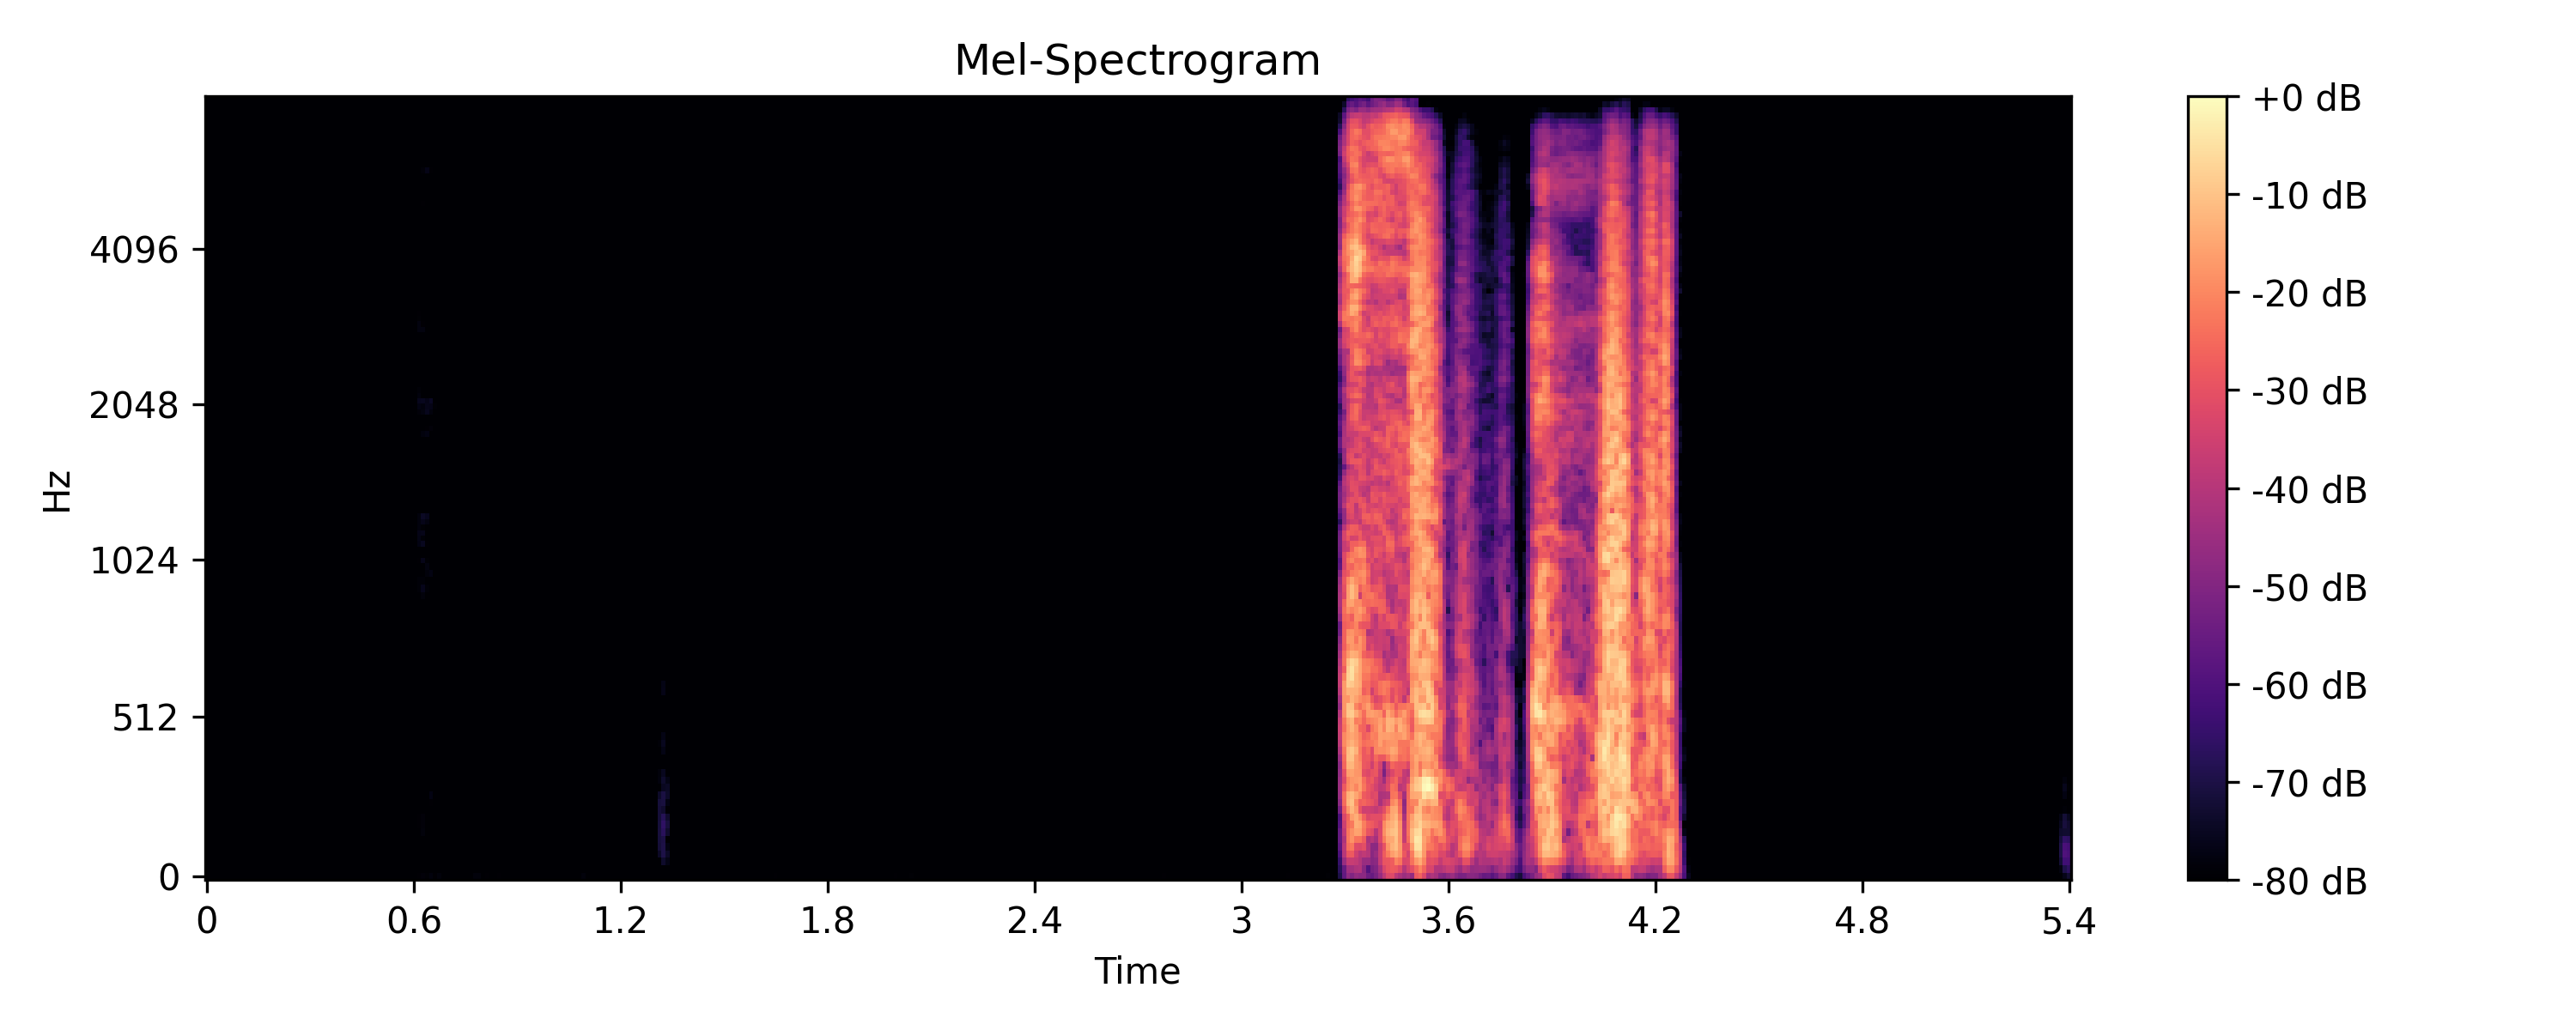 Mel-Spectrogram
+0 dB
-10 dB
-20 dB
-30 dB
-40 dB
-50 dB
-60 dB
-70 dB
-80 dB
4096
2048
1024
512
0
Hz
0 0.6 1.2 1.8 2.4 3 3.6 4.2 4.8 5.4
Time